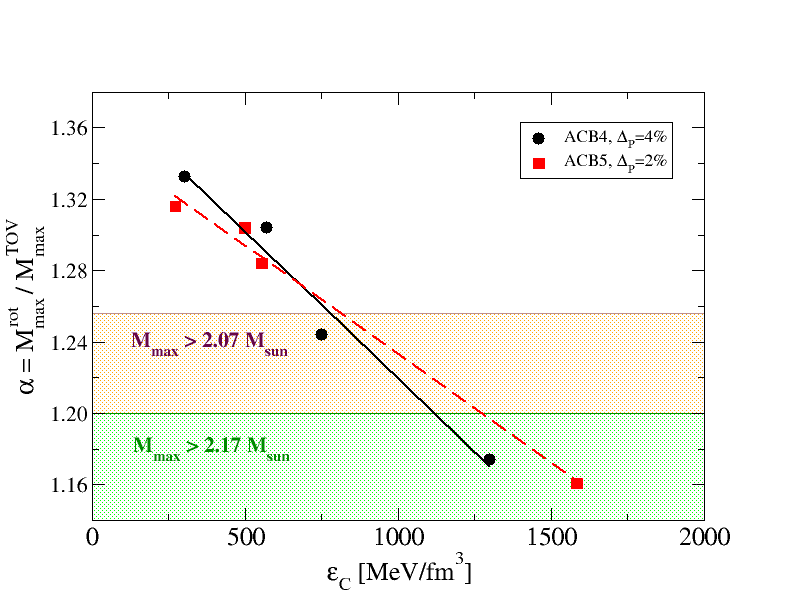 α = M^rot_max / M^TOV_max
1.36
1.32
1.28
1.24
1.20
1.16
ACB4, Δ_P=4%
ACB5, Δ_P=2%
M_max > 2.07 M_sun
M_max > 2.17 M_sun
0 500 1000 1500 2000
ε_C [MeV/fm^3]